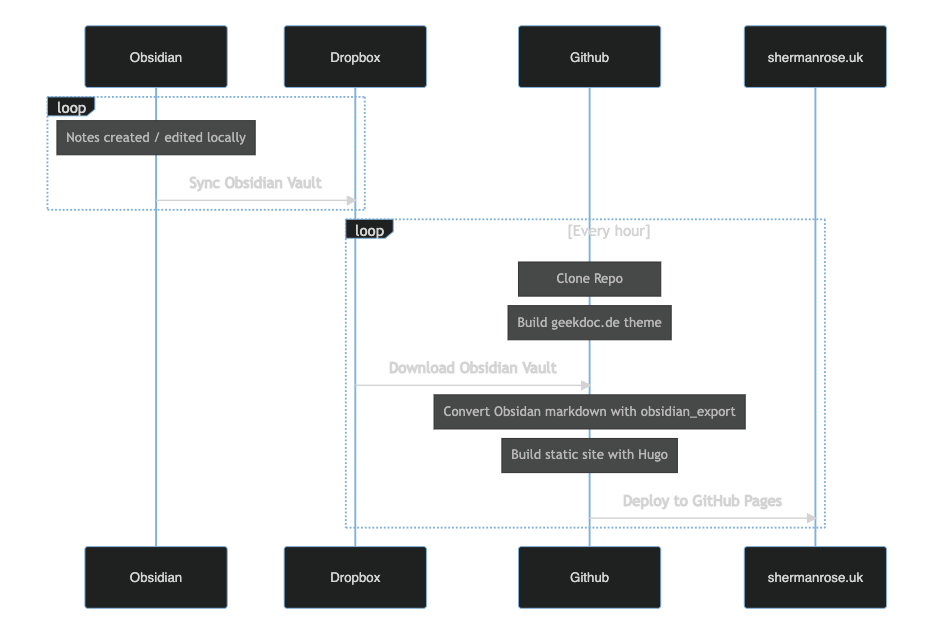 Obsidian
Dropbox
Github
shermanrose.uk
loop
Notes created / edited locally
Sync Obsidian Vault
loop
[Every hour]
Clone Repo
Build geekdoc.de theme
Download Obsidian Vault
Convert Obsidan markdown with obsidian_export
Build static site with Hugo
Deploy to GitHub Pages
Obsidian
Dropbox
Github
shermanrose.uk